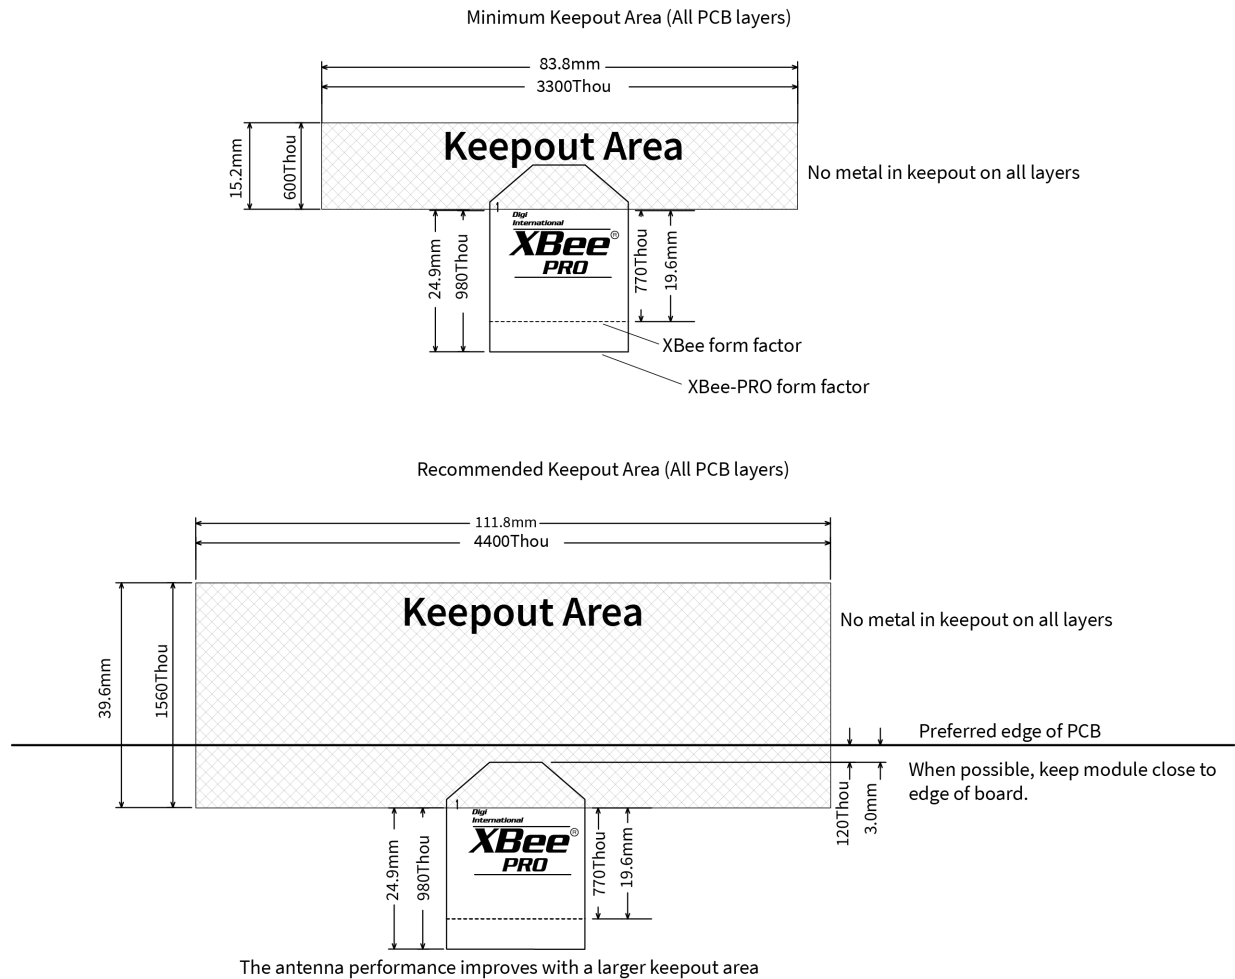 Minimum Keepout Area (All PCB layers)
83.8mm
3300Thou
Keepout Area
15.2mm
600Thou
No metal in keepout on all layers
1
Digi
International
XBee®
PRO
24.9mm
980Thou
770Thou
19.6mm
XBee form factor
XBee-PRO form factor
Recommended Keepout Area (All PCB layers)
111.8mm
4400Thou
Keepout Area
No metal in keepout on all layers
39.6mm
1560Thou
Preferred edge of PCB
When possible, keep module close to
edge of board.
120Thou
3.0mm
1
Digi
International
XBee®
PRO
24.9mm
980Thou
770Thou
19.6mm
The antenna performance improves with a larger keepout area